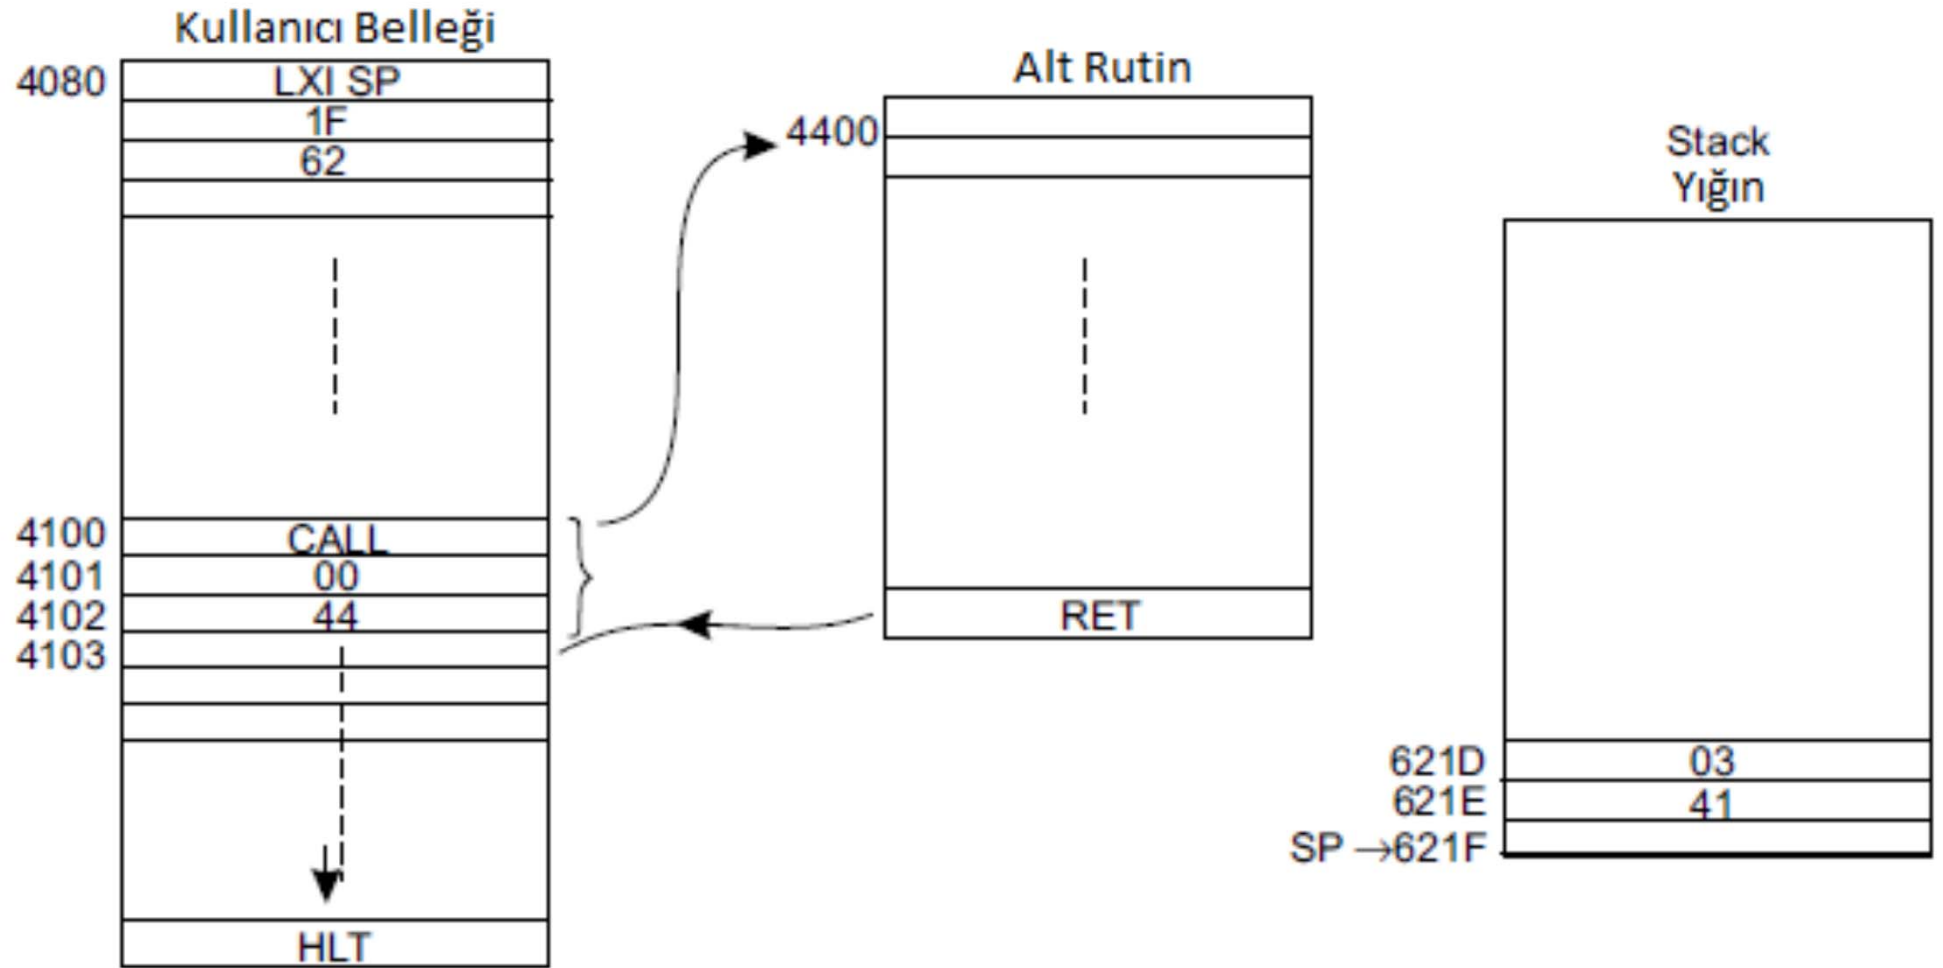 Kullanıcı Belleği
4080 LXI SP
1F
62
4100 CALL
4101 00
4102 44
4103
HLT
Alt Rutin
4400
RET
Stack
Yığın
621D 03
621E 41
SP →621F